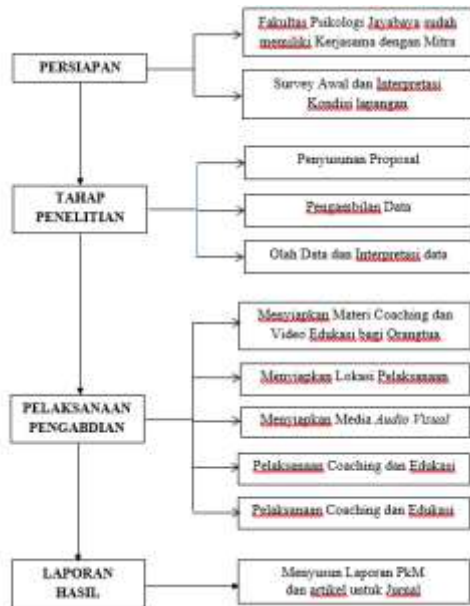 PERSIAPAN
Fakultas Psikologi Jayabaya sudah
memiliki Kerjasama dengan Mitra
Survey Awal dan Interpretasi
Kondisi lapangan
TAHAP
PENELITIAN
Penyusunan Proposal
Pengambilan Data
Olah Data dan Interpretasi data
PELAKSANAAN
PENGABDIAN
Menyiapkan Materi Coaching dan
Video Edukasi bagi Orangtua
Menyiapkan Lokasi Pelaksanaan
Menyiapkan Media Audio Visual
Pelaksanaan Coaching dan Edukasi
Pelaksanaan Coaching dan Edukasi
LAPORAN
HASIL
Menyusun Laporan PkM
dan artikel untuk Jurnal